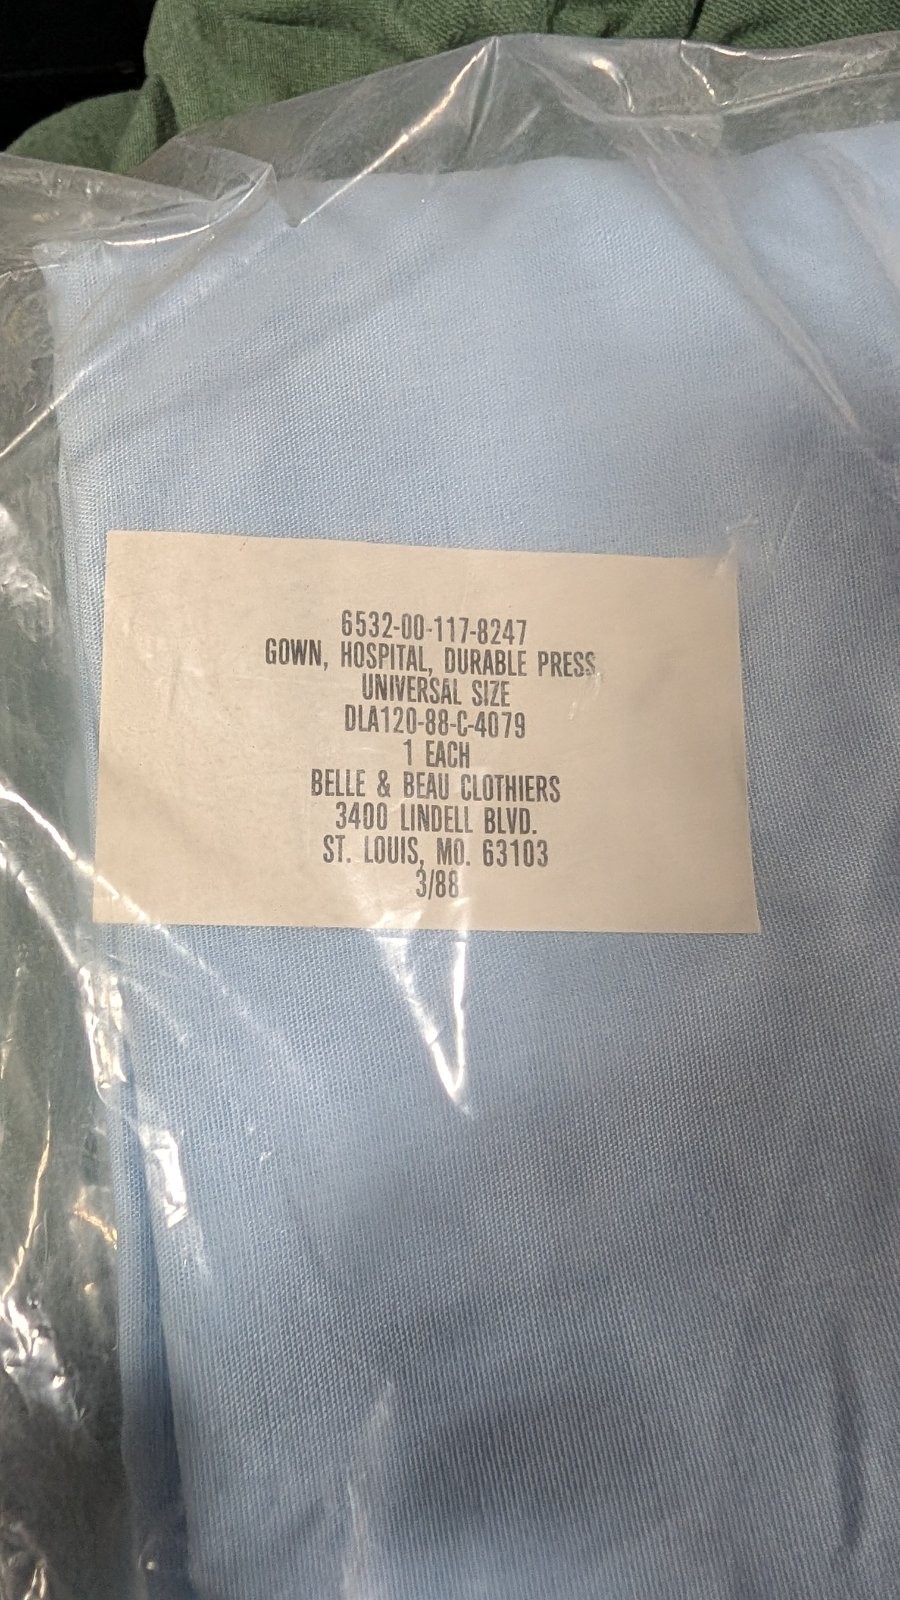 6532-00-117-8247
GOWN, HOSPITAL, DURABLE PRESS
UNIVERSAL SIZE
DLA120-88-C-4079
1 EACH
BELLE & BEAU CLOTHIERS
3400 LINDELL BLVD.
ST. LOUIS, MO. 63103
3/88